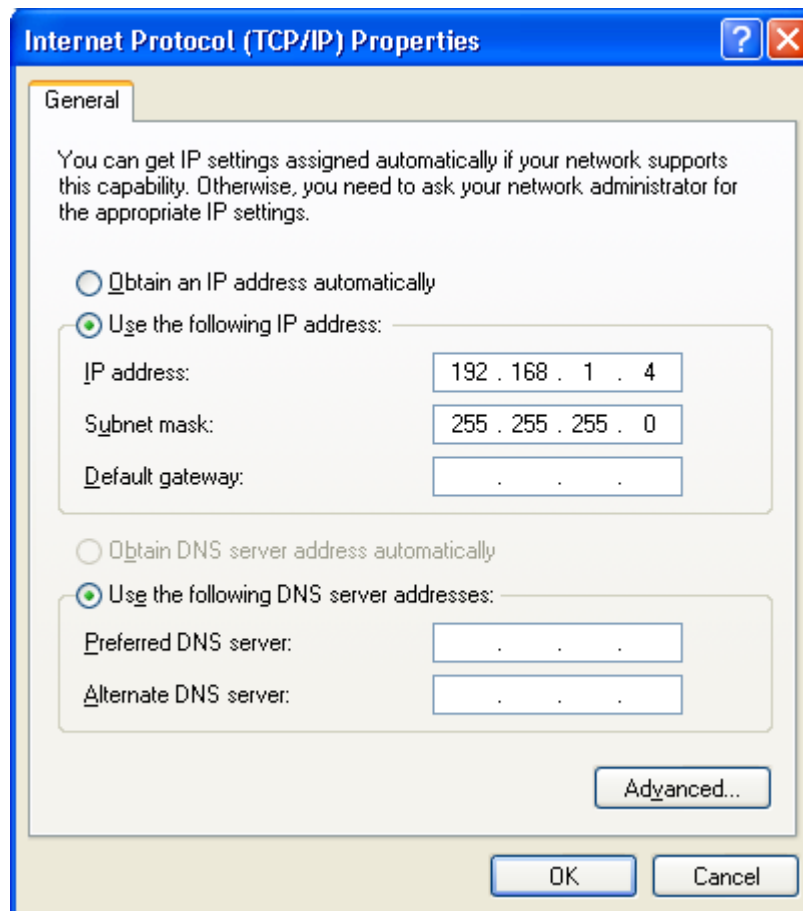 Internet Protocol (TCP/IP) Properties
General
You can get IP settings assigned automatically if your network supports
this capability. Otherwise, you need to ask your network administrator for
the appropriate IP settings.
Obtain an IP address automatically
Use the following IP address:
IP address: 192 . 168 . 1 . 4
Subnet mask: 255 . 255 . 255 . 0
Default gateway: . . .
Obtain DNS server address automatically
Use the following DNS server addresses:
Preferred DNS server: . . .
Alternate DNS server: . . .
Advanced...
OK Cancel